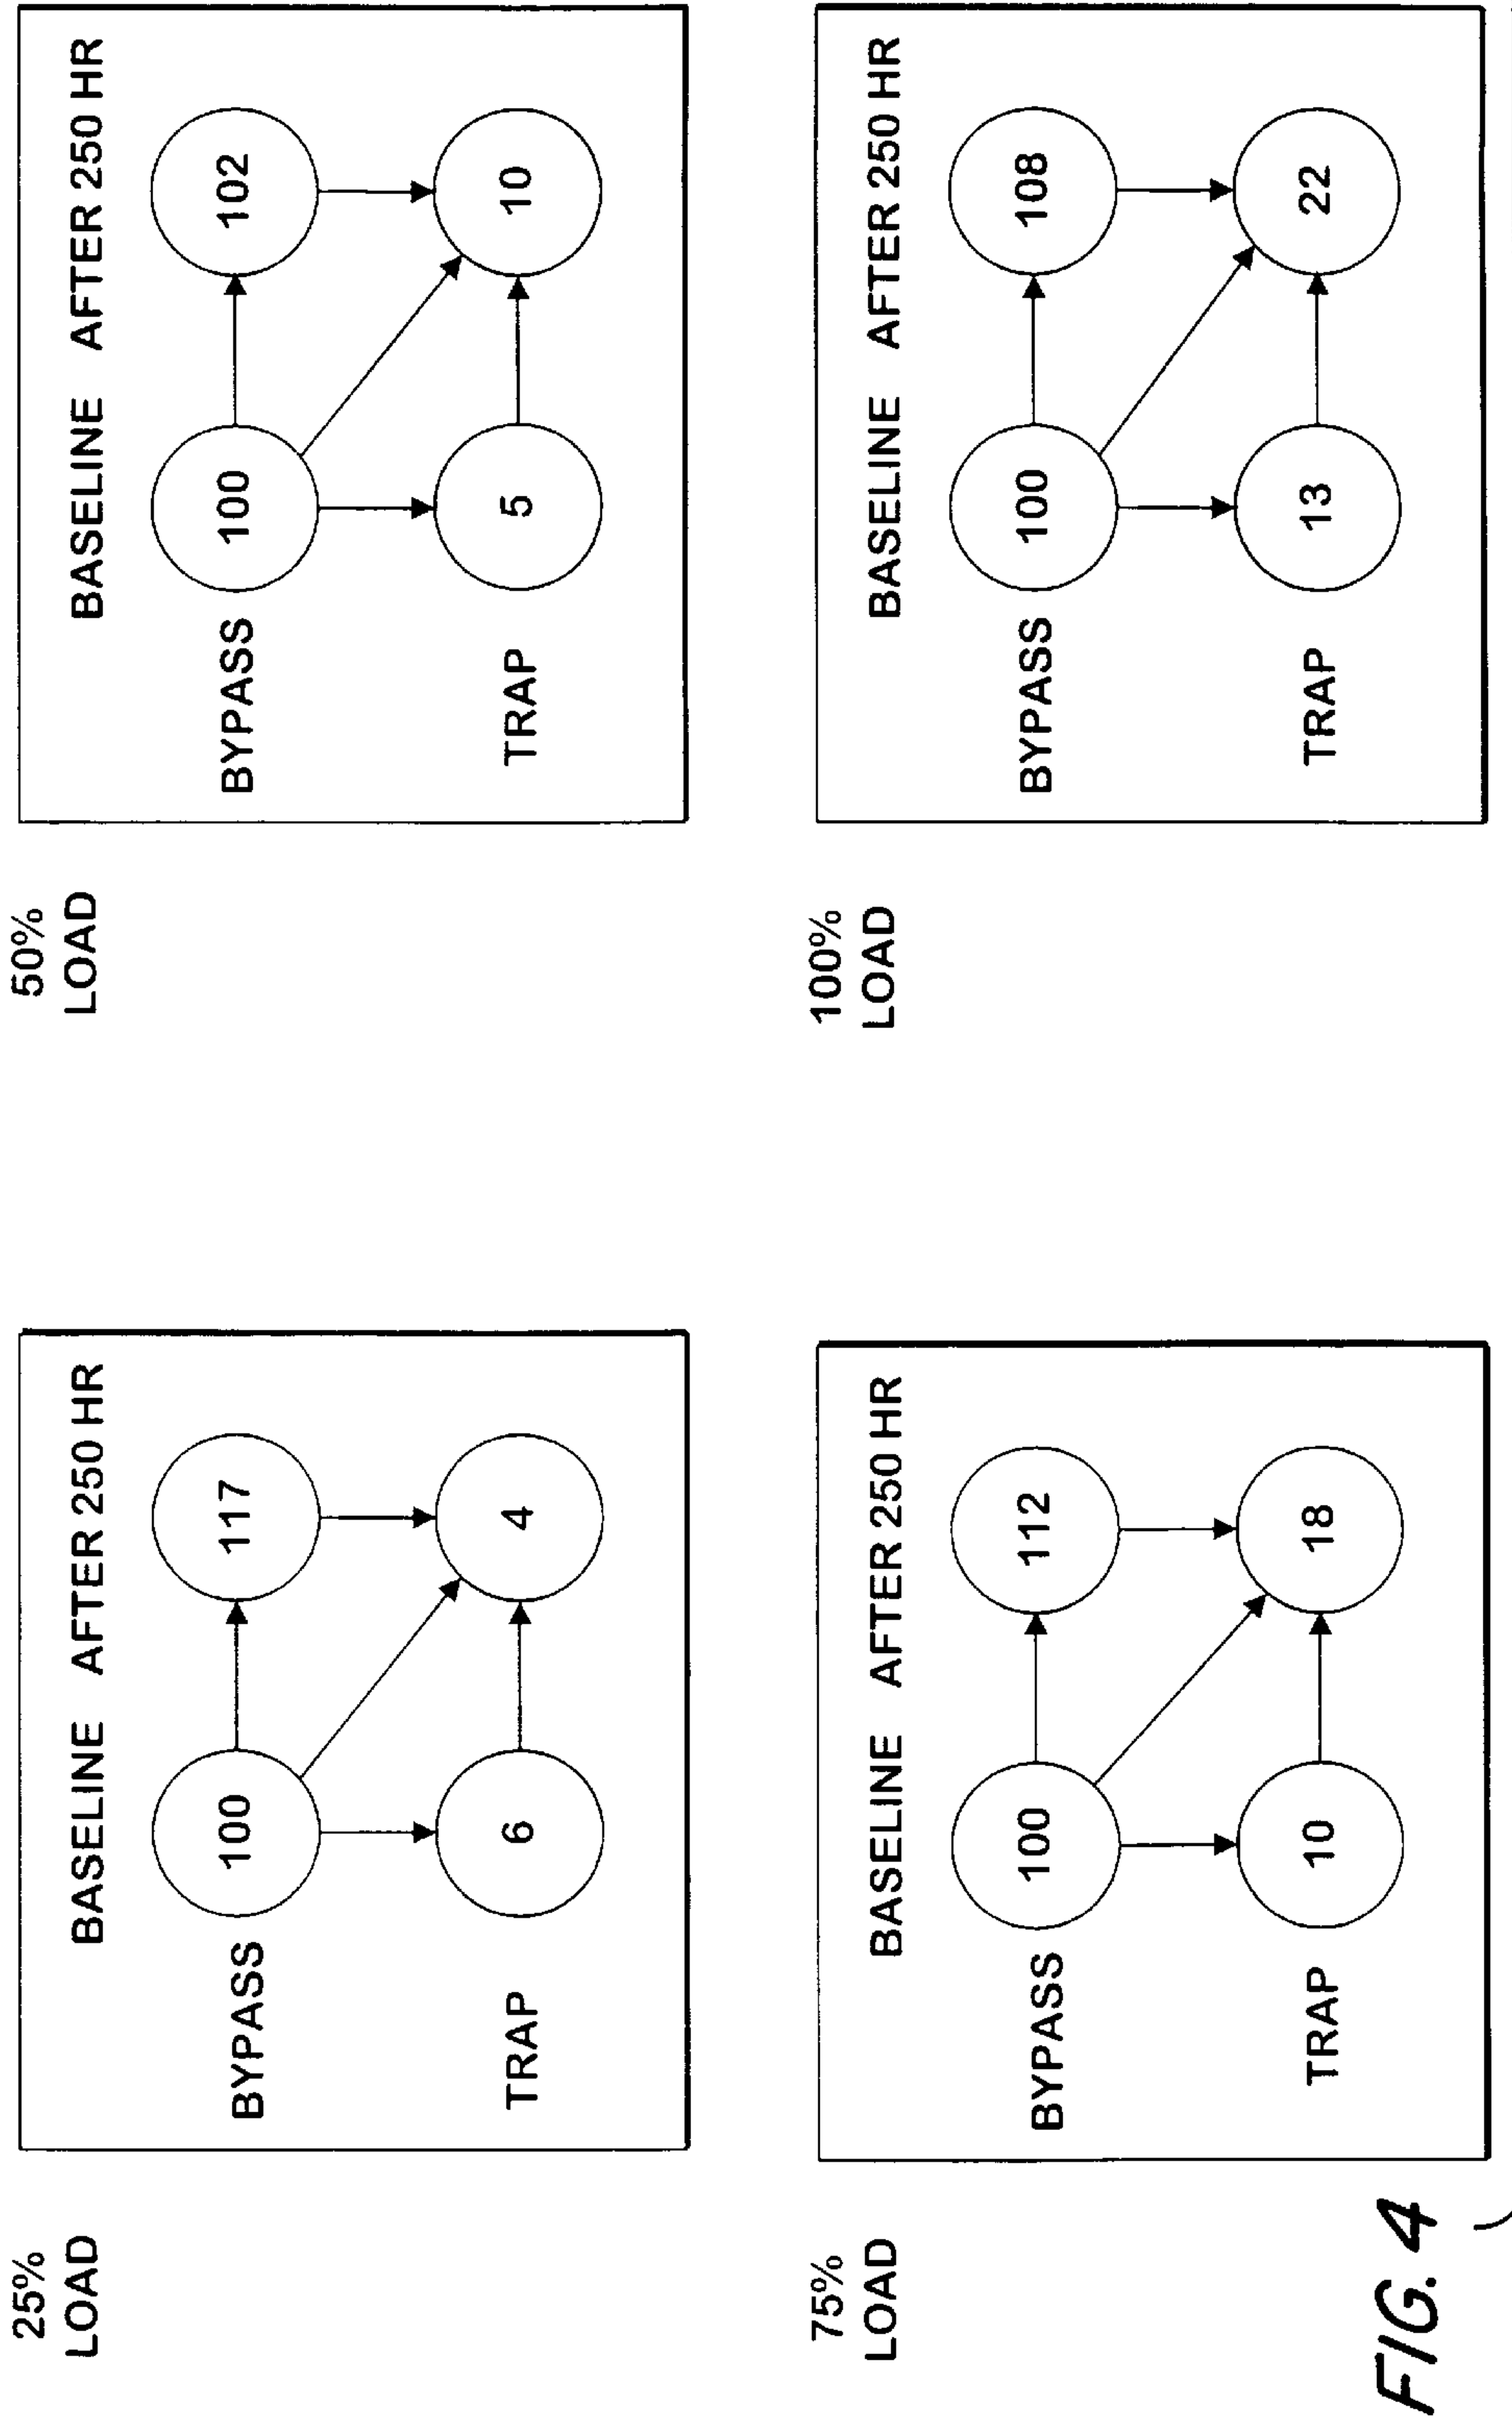 25%
LOAD
BASELINE AFTER 250 HR
BYPASS 100 117
TRAP 6 4
50%
LOAD
BASELINE AFTER 250 HR
BYPASS 100 102
TRAP 5 10
75%
LOAD
BASELINE AFTER 250 HR
BYPASS 100 112
TRAP 10 18
100%
LOAD
BASELINE AFTER 250 HR
BYPASS 100 108
TRAP 13 22
FIG. 4